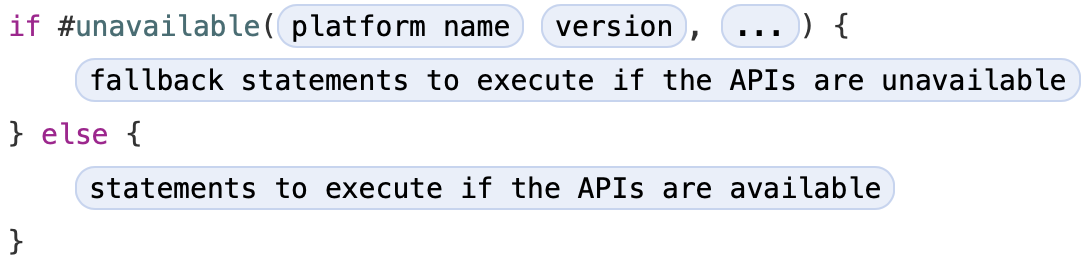 if #unavailable(platform name version, ...) {
    fallback statements to execute if the APIs are unavailable
} else {
    statements to execute if the APIs are available
}